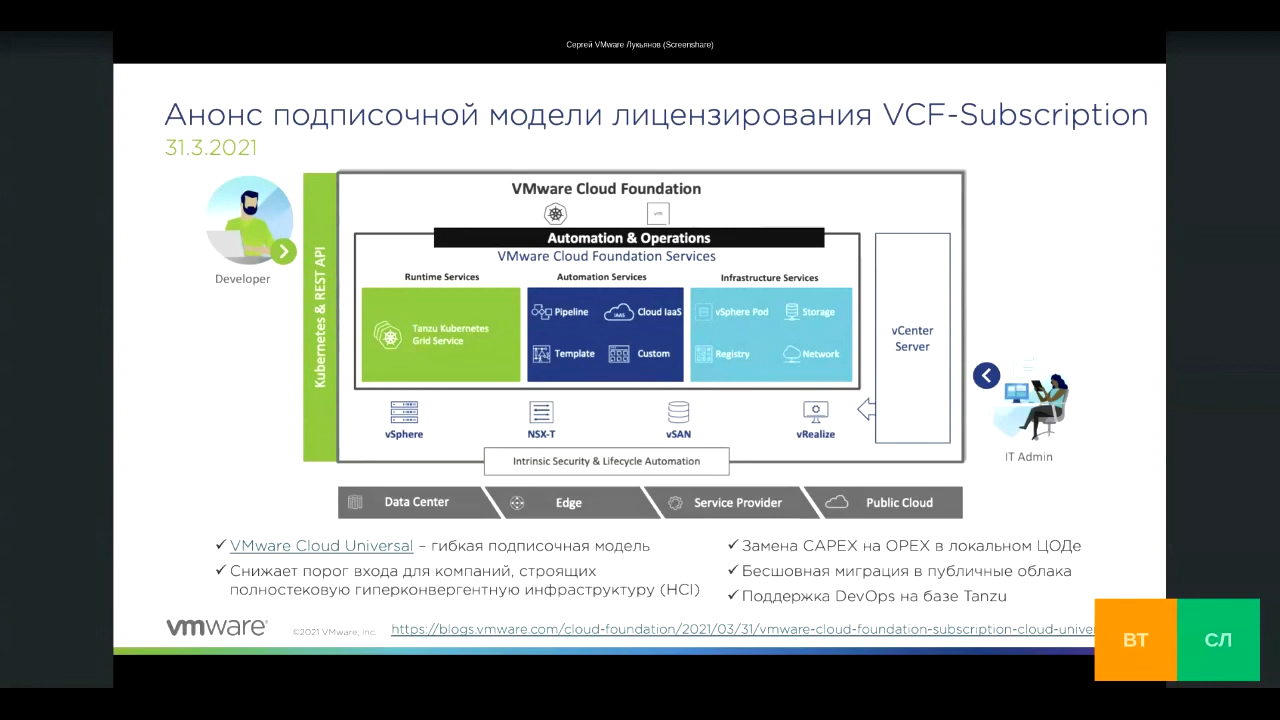 Сергей VMware Лукьянов (Screenshare)
Анонс подписочной модели лицензирования VCF-Subscription
31.3.2021
Developer
Kubernetes & REST API
VMware Cloud Foundation
vm
Automation & Operations
VMware Cloud Foundation Services
Runtime Services
Automation Services
Infrastructure Services
Tanzu Kubernetes
Grid Service
Pipeline
IAAS
Cloud IaaS
Template
Custom
vSphere Pod
Storage
Registry
Network
vCenter
Server
vSphere
NSX-T
vSAN
vRealize
IT Admin
Intrinsic Security & Lifecycle Automation
Data Center
Edge
Service Provider
Public Cloud
✓ VMware Cloud Universal – гибкая подписочная модель
✓ Снижает порог входа для компаний, строящих
полностековую гиперконвергентную инфраструктуру (HCI)
✓ Замена CAPEX на OPEX в локальном ЦОДе
✓ Бесшовная миграция в публичные облака
✓ Поддержка DevOps на базе Tanzu
vmware®
©2021 VMware, Inc.
https://blogs.vmware.com/cloud-foundation/2021/03/31/vmware-cloud-foundation-subscription-cloud-univer
ВТ
СЛ